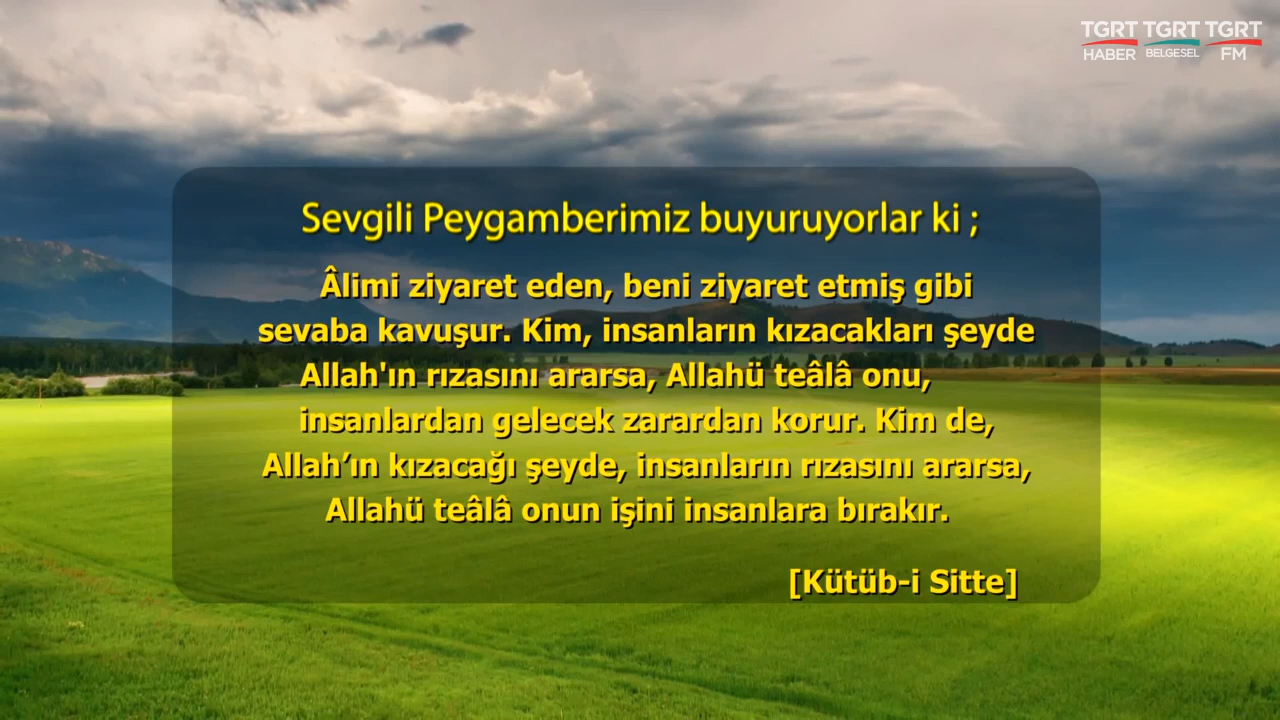 TGRT HABER TGRT BELGESEL TGRT FM
Sevgili Peygamberimiz buyuruyorlar ki ;
Âlimi ziyaret eden, beni ziyaret etmiş gibi
sevaba kavuşur. Kim, insanların kızacakları şeyde
Allah'ın rızasını ararsa, Allahü teâlâ onu,
insanlardan gelecek zarardan korur. Kim de,
Allah’ın kızacağı şeyde, insanların rızasını ararsa,
Allahü teâlâ onun işini insanlara bırakır.
[Kütüb-i Sitte]